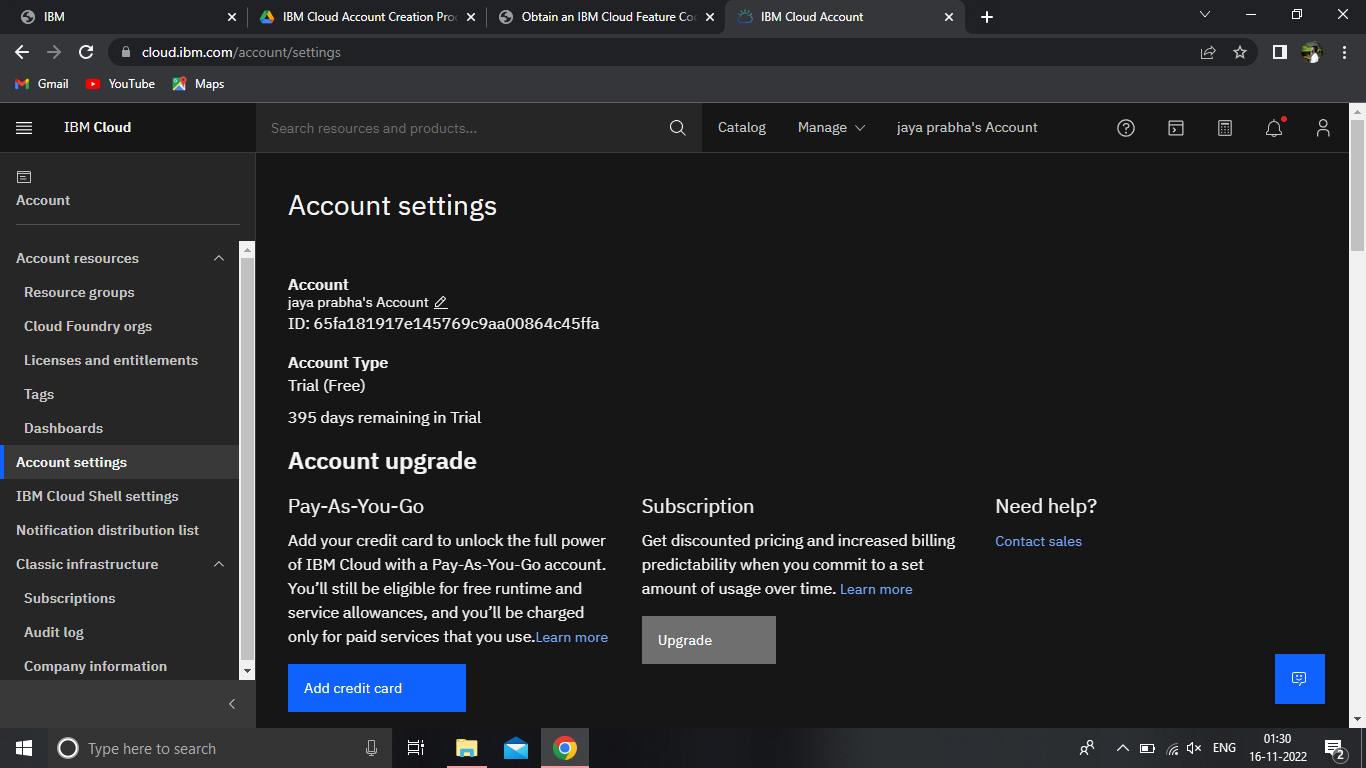 IBM
IBM Cloud Account Creation Pro
Obtain an IBM Cloud Feature Co
IBM Cloud Account
cloud.ibm.com/account/settings
Gmail
YouTube
Maps
IBM Cloud
Search resources and products...
Catalog
Manage
jaya prabha's Account
Account
Account resources
Resource groups
Cloud Foundry orgs
Licenses and entitlements
Tags
Dashboards
Account settings
IBM Cloud Shell settings
Notification distribution list
Classic infrastructure
Subscriptions
Audit log
Company information
Account settings
Account
jaya prabha's Account
ID: 65fa181917e145769c9aa00864c45ffa
Account Type
Trial (Free)
395 days remaining in Trial
Account upgrade
Pay-As-You-Go
Add your credit card to unlock the full power
of IBM Cloud with a Pay-As-You-Go account.
You’ll still be eligible for free runtime and
service allowances, and you’ll be charged
only for paid services that you use.Learn more
Add credit card
Subscription
Get discounted pricing and increased billing
predictability when you commit to a set
amount of usage over time. Learn more
Upgrade
Need help?
Contact sales
Type here to search
ENG
01:30
16-11-2022
2